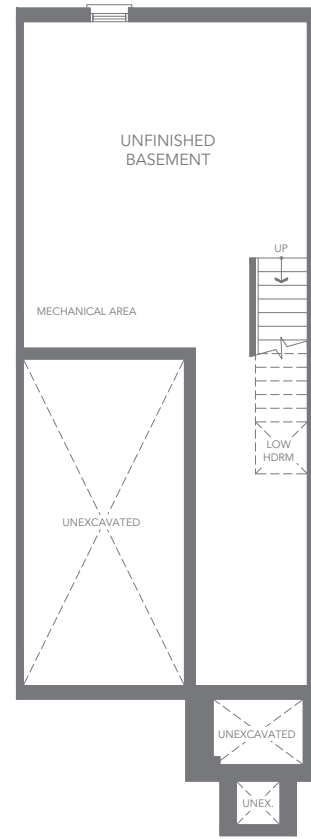 UNFINISHED
BASEMENT
UP
MECHANICAL AREA
LOW
HDRM
UNEXCAVATED
UNEXCAVATED
UNEX.